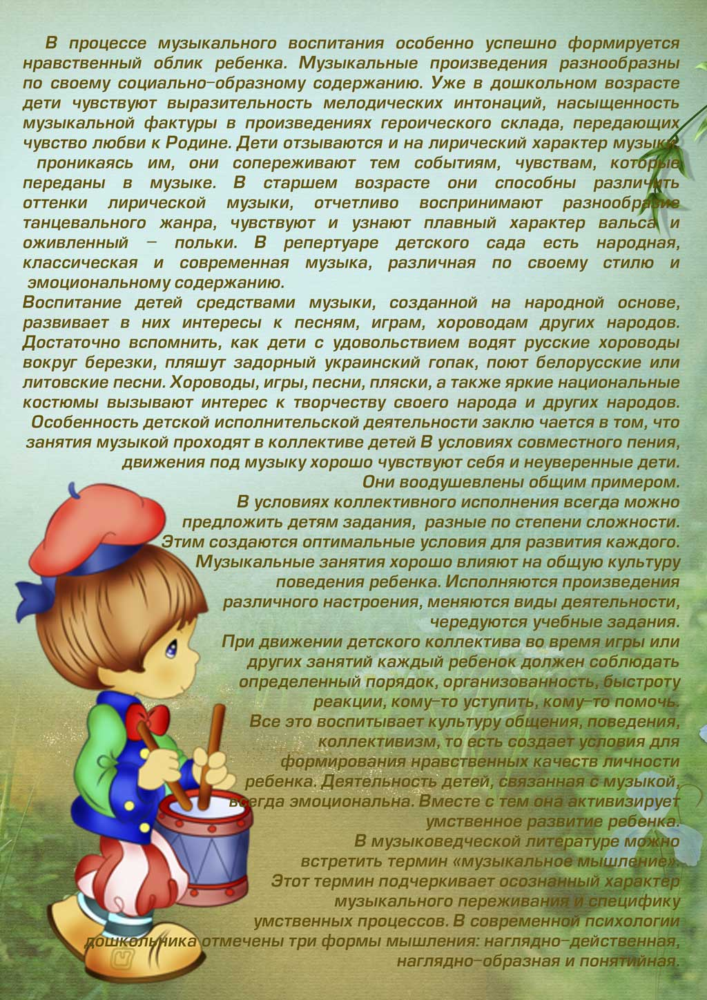 В процессе музыкального воспитания особенно успешно формируется
нравственный облик ребенка. Музыкальные произведения разнообразны
по своему социально-образному содержанию. Уже в дошкольном возрасте
дети чувствуют выразительность мелодических интонаций, насыщенность
музыкальной фактуры в произведениях героического склада, передающих
чувство любви к Родине. Дети отзываются и на лирический характер музыки:
проникаясь им, они сопереживают тем событиям, чувствам, которые
переданы в музыке. В старшем возрасте они способны различить
оттенки лирической музыки, отчетливо воспринимают разнообразие
танцевального жанра, чувствуют и узнают плавный характер вальса и
оживленный – польки. В репертуаре детского сада есть народная,
классическая и современная музыка, различная по своему стилю и
эмоциональному содержанию.
Воспитание детей средствами музыки, созданной на народной основе,
развивает в них интересы к песням, играм, хороводам других народов.
Достаточно вспомнить, как дети с удовольствием водят русские хороводы
вокруг березки, пляшут задорный украинский гопак, поют белорусские или
литовские песни. Хороводы, игры, песни, пляски, а также яркие национальные
костюмы вызывают интерес к творчеству своего народа и других народов.
Особенность детской исполнительской деятельности заклю чается в том, что
занятия музыкой проходят в коллективе детей В условиях совместного пения,
движения под музыку хорошо чувствуют себя и неуверенные дети.
Они воодушевлены общим примером.
В условиях коллективного исполнения всегда можно
предложить детям задания, разные по степени сложности.
Этим создаются оптимальные условия для развития каждого.
Музыкальные занятия хорошо влияют на общую культуру
поведения ребенка. Исполняются произведения
различного настроения, меняются виды деятельности,
чередуются учебные задания.
При движении детского коллектива во время игры или
других занятий каждый ребенок должен соблюдать
определенный порядок, организованность, быстроту
реакции, кому-то уступить, кому-то помочь.
Все это воспитывает культуру общения, поведения,
коллективизм, то есть создает условия для
формирования нравственных качеств личности
ребенка. Деятельность детей, связанная с музыкой,
всегда эмоциональна. Вместе с тем она активизирует
умственное развитие ребенка.
В музыковедческой литературе можно
встретить термин «музыкальное мышление».
Этот термин подчеркивает осознанный характер
музыкального переживания и специфику
умственных процессов. В современной психологии
дошкольника отмечены три формы мышления: наглядно-действенная,
наглядно-образная и понятийная.